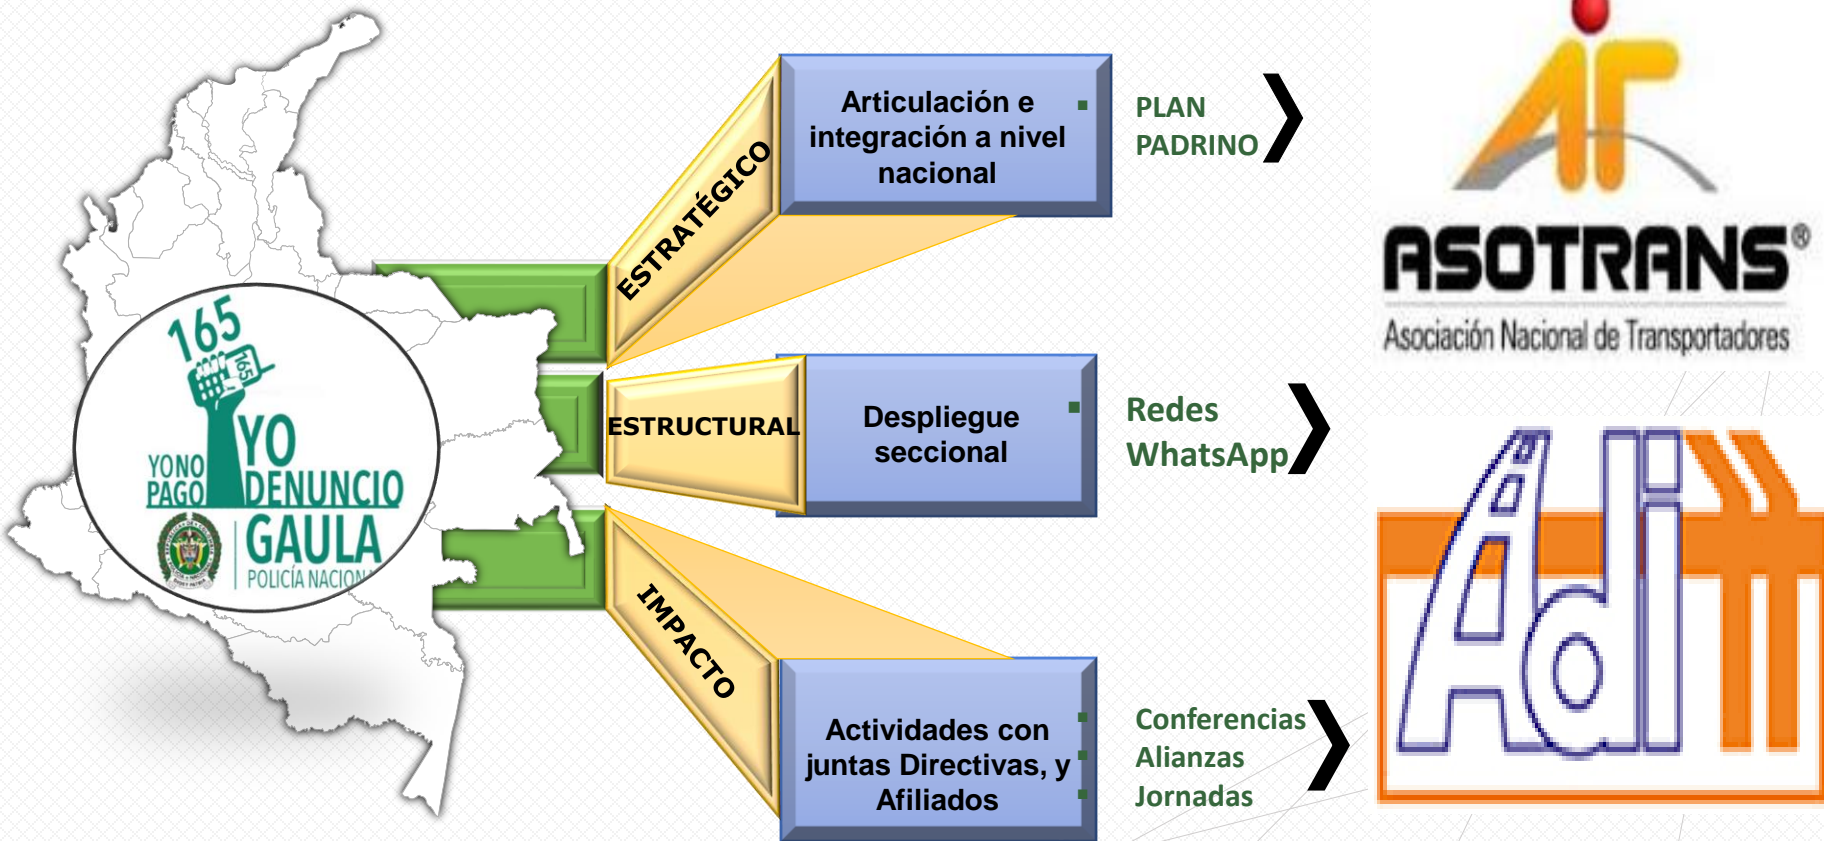 165
165
YO NO
PAGO
YO
DENUNCIO
GAULA
POLICÍA NACION
ESTRATÉGICO
Articulación e
integración a nivel
nacional
PLAN
PADRINO
ESTRUCTURAL
Despliegue
seccional
Redes
WhatsApp
IMPACTO
Actividades con
juntas Directivas, y
Afiliados
Conferencias
Alianzas
Jornadas
ASOTRANS®
Asociación Nacional de Transportadores
Adi